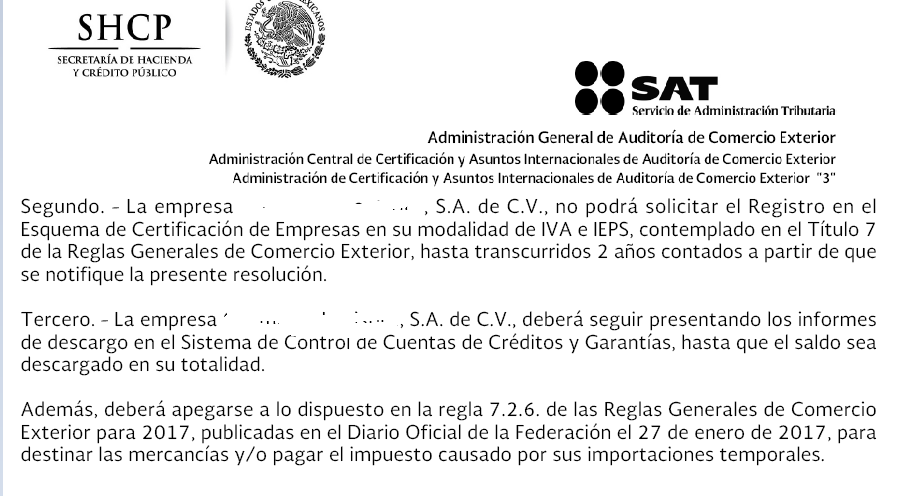 SHCP
SECRETARÍA DE HACIENDA
Y CRÉDITO PÚBLICO
SAT
Servicio de Administración Tributaria
Administración General de Auditoría de Comercio Exterior
Administración Central de Certificación y Asuntos Internacionales de Auditoría de Comercio Exterior
Administración de Certificación y Asuntos Internacionales de Auditoría de Comercio Exterior "3"
Segundo. - La empresa , S.A. de C.V., no podrá solicitar el Registro en el
Esquema de Certificación de Empresas en su modalidad de IVA e IEPS, contemplado en el Título 7
de la Reglas Generales de Comercio Exterior, hasta transcurridos 2 años contados a partir de que
se notifique la presente resolución.
Tercero. - La empresa , S.A. de C.V., deberá seguir presentando los informes
de descargo en el Sistema de Control de Cuentas de Créditos y Garantías, hasta que el saldo sea
descargado en su totalidad.
Además, deberá apegarse a lo dispuesto en la regla 7.2.6. de las Reglas Generales de Comercio
Exterior para 2017, publicadas en el Diario Oficial de la Federación el 27 de enero de 2017, para
destinar las mercancías y/o pagar el impuesto causado por sus importaciones temporales.